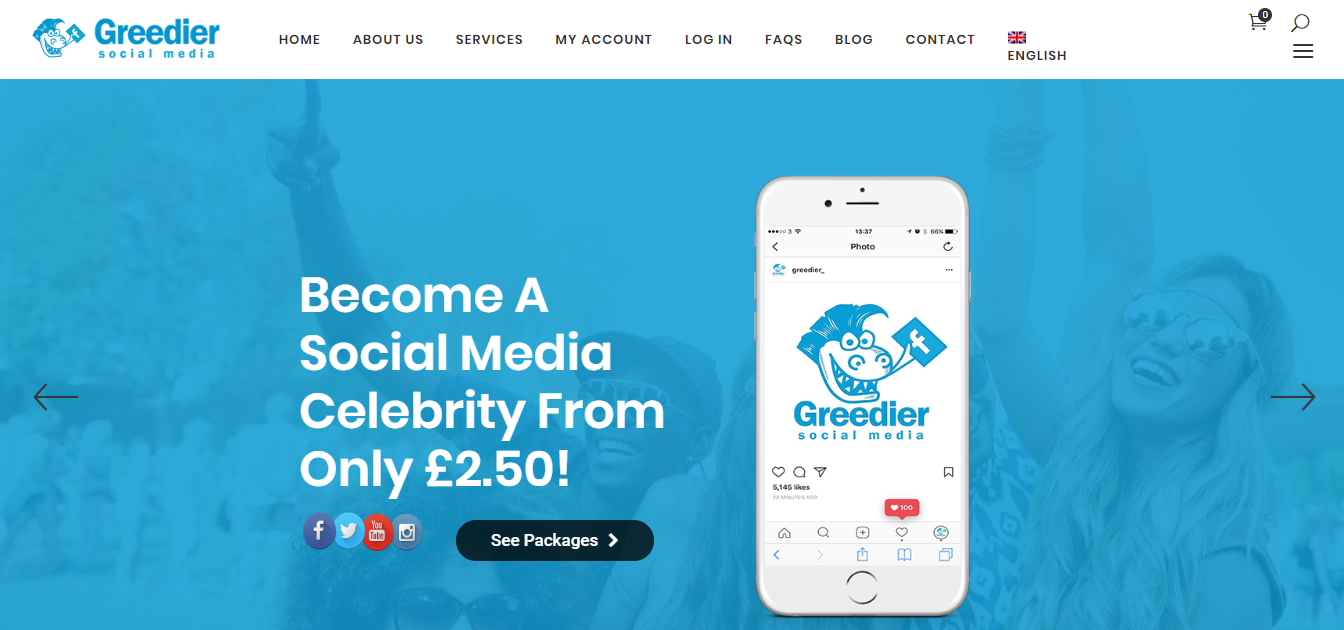 Greedier
social media
HOME
ABOUT US
SERVICES
MY ACCOUNT
LOG IN
FAQS
BLOG
CONTACT
ENGLISH
0
Become A
Social Media
Celebrity From
Only £2.50!
You
Tube
See Packages
3
13:37
66%
Photo
greedier_
Greedier
social media
5,145 likes
24 MINUTES AGO
100